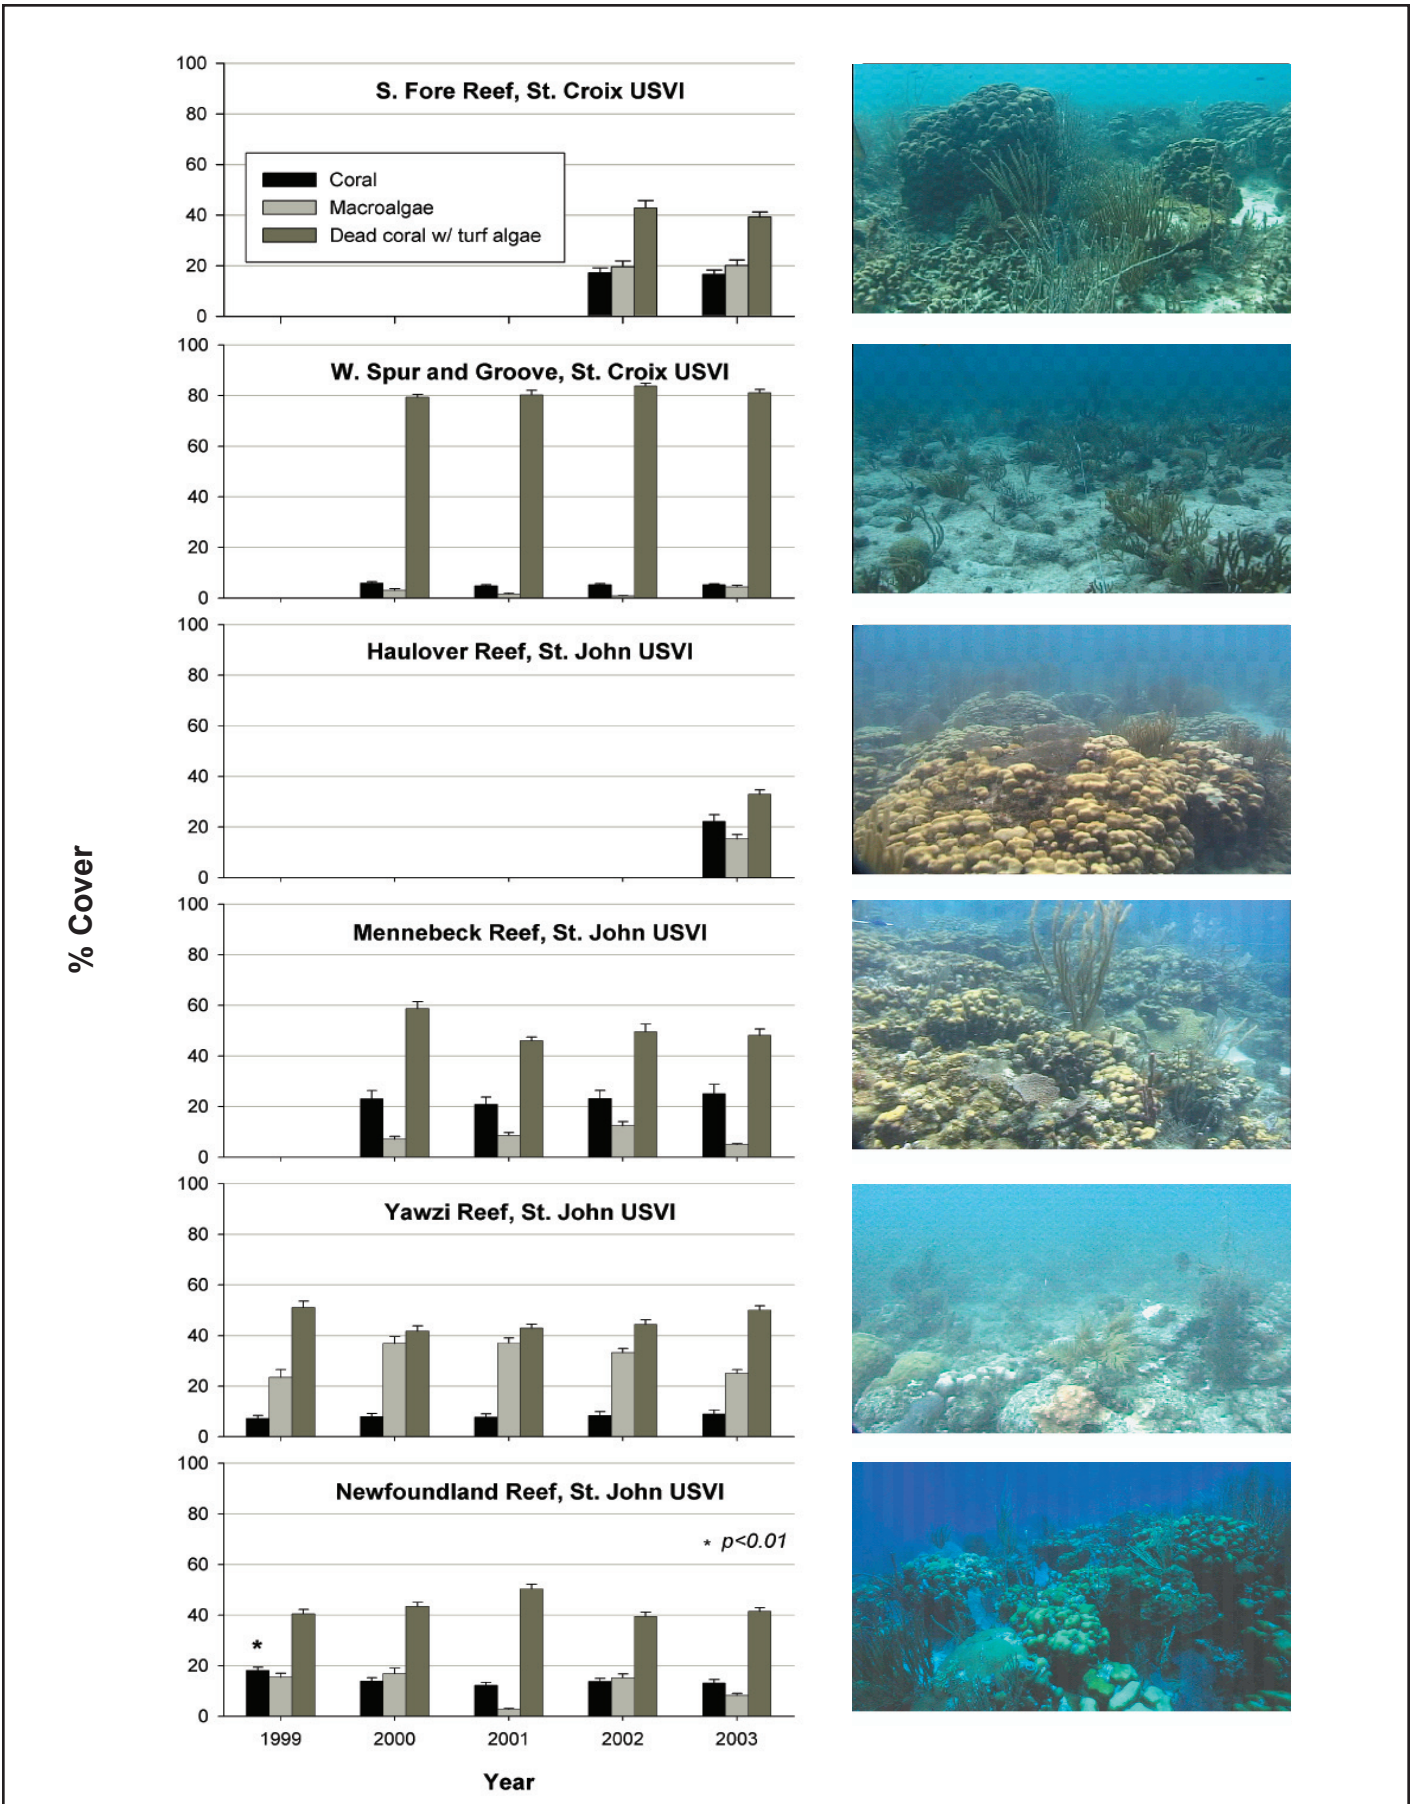 % Cover
100
S. Fore Reef, St. Croix USVI
80
60
Coral
Macroalgae
40
Dead coral w/ turf algae
20
0
100
W. Spur and Groove, St. Croix USVI
80
60
40
20
0
100
Haulover Reef, St. John USVI
80
60
40
20
0
100
Mennebeck Reef, St. John USVI
80
60
40
20
0
100
Yawzi Reef, St. John USVI
80
60
40
20
0
100
Newfoundland Reef, St. John USVI
80
* p<0.01
60
40
*
20
0
1999 2000 2001 2002 2003
Year